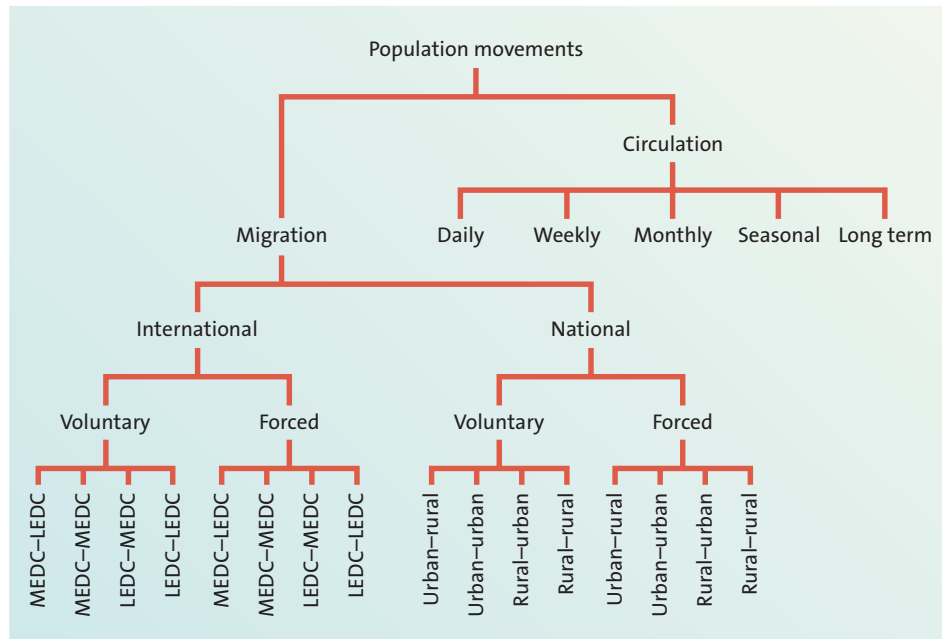 Population movements
Circulation
Migration
Daily
Weekly
Monthly
Seasonal
Long term
International
National
Voluntary
Forced
Voluntary
Forced
MEDC–LEDC
MEDC–MEDC
LEDC–MEDC
LEDC–LEDC
MEDC–LEDC
MEDC–MEDC
LEDC–MEDC
LEDC–LEDC
Urban–rural
Urban–urban
Rural–urban
Rural–rural
Urban–rural
Urban–urban
Rural–urban
Rural–rural